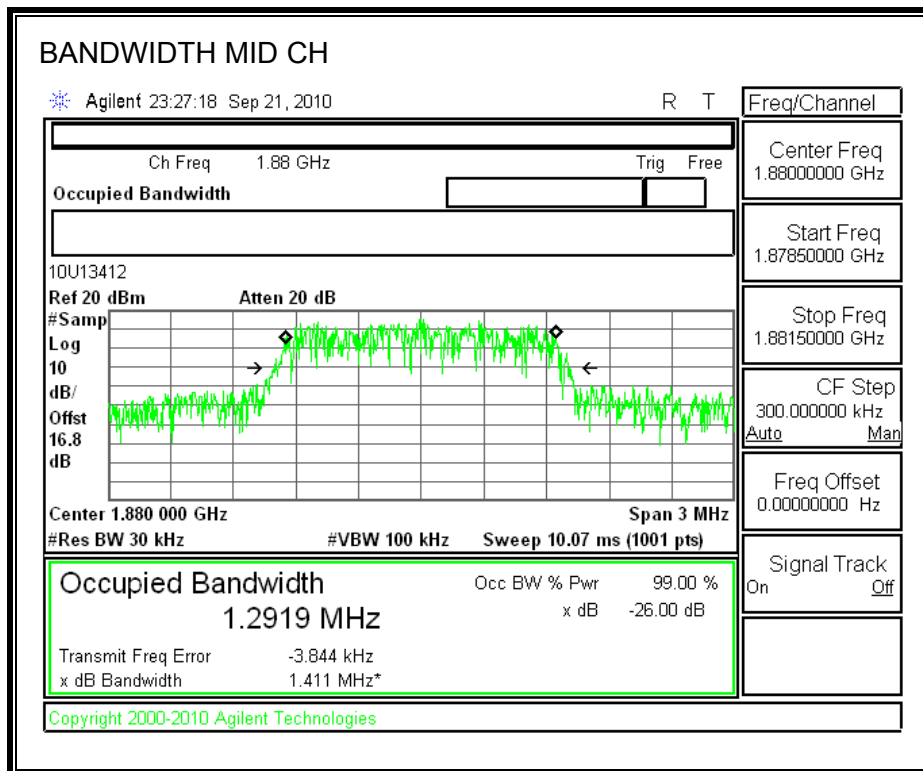 BANDWIDTH MID CH
Agilent 23:27:18 Sep 21, 2010 R T
Freq/Channel
Ch Freq 1.88 GHz Trig Free
Occupied Bandwidth
Center Freq
1.88000000 GHz
Start Freq
1.87850000 GHz
Stop Freq
1.88150000 GHz
CF Step
300.000000 kHz
Auto Man
Freq Offset
0.00000000 Hz
Signal Track
On Off
10U13412
Ref 20 dBm Atten 20 dB
#Samp
Log
10
dB/
Offst
16.8
dB
Center 1.880 000 GHz Span 3 MHz
#Res BW 30 kHz #VBW 100 kHz Sweep 10.07 ms (1001 pts)
Occupied Bandwidth Occ BW % Pwr 99.00 %
1.2919 MHz x dB -26.00 dB
Transmit Freq Error -3.844 kHz
x dB Bandwidth 1.411 MHz*
Copyright 2000-2010 Agilent Technologies